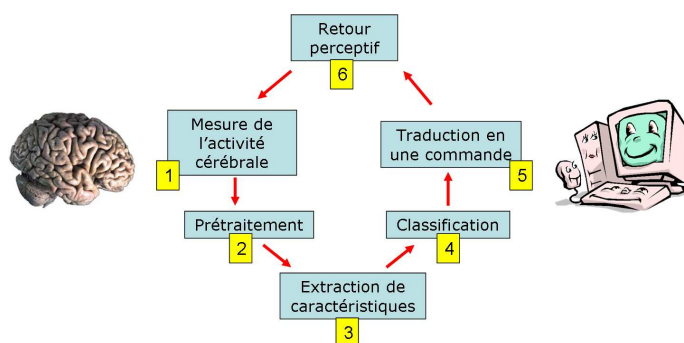 Retour
perceptif
6
Mesure de
l'activité
cérébrale
1
Traduction en
une commande
5
Prétraitement
2
Classification
4
Extraction de
caractéristiques
3